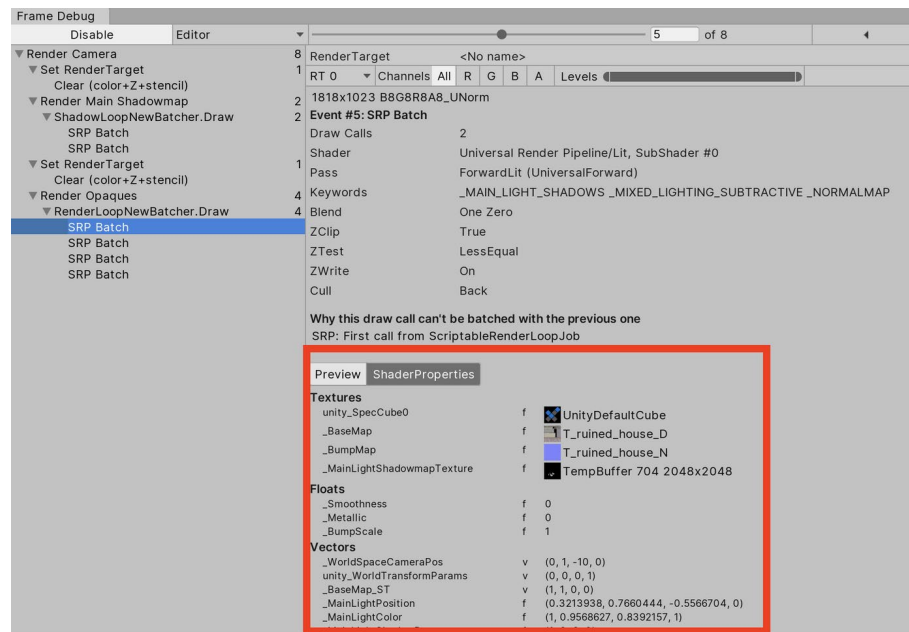 Frame Debug
Disable Editor 5 of 8
Render Camera 8
Set RenderTarget 1
Clear (color+Z+stencil)
Render Main Shadowmap 2
ShadowLoopNewBatcher.Draw 2
SRP Batch
SRP Batch
Set RenderTarget 1
Clear (color+Z+stencil)
Render Opaques 4
RenderLoopNewBatcher.Draw 4
SRP Batch
SRP Batch
SRP Batch
SRP Batch
RenderTarget <No name>
RT 0 Channels All R G B A Levels
1818x1023 B8G8R8A8_UNorm
Event #5: SRP Batch
Draw Calls 2
Shader Universal Render Pipeline/Lit, SubShader #0
Pass ForwardLit (UniversalForward)
Keywords _MAIN_LIGHT_SHADOWS _MIXED_LIGHTING_SUBTRACTIVE _NORMALMAP
Blend One Zero
ZClip True
ZTest LessEqual
ZWrite On
Cull Back
Why this draw call can't be batched with the previous one
SRP: First call from ScriptableRenderLoopJob
Preview ShaderProperties
Textures
unity_SpecCube0 f UnityDefaultCube
_BaseMap f T_ruined_house_D
_BumpMap f T_ruined_house_N
_MainLightShadowmapTexture f TempBuffer 704 2048x2048
Floats
_Smoothness f 0
_Metallic f 0
_BumpScale f 1
Vectors
_WorldSpaceCameraPos v (0, 1, -10, 0)
unity_WorldTransformParams v (0, 0, 0, 1)
_BaseMap_ST v (1, 1, 0, 0)
_MainLightPosition f (0.3213938, 0.7660444, -0.5566704, 0)
_MainLightColor f (1, 0.9568627, 0.8392157, 1)